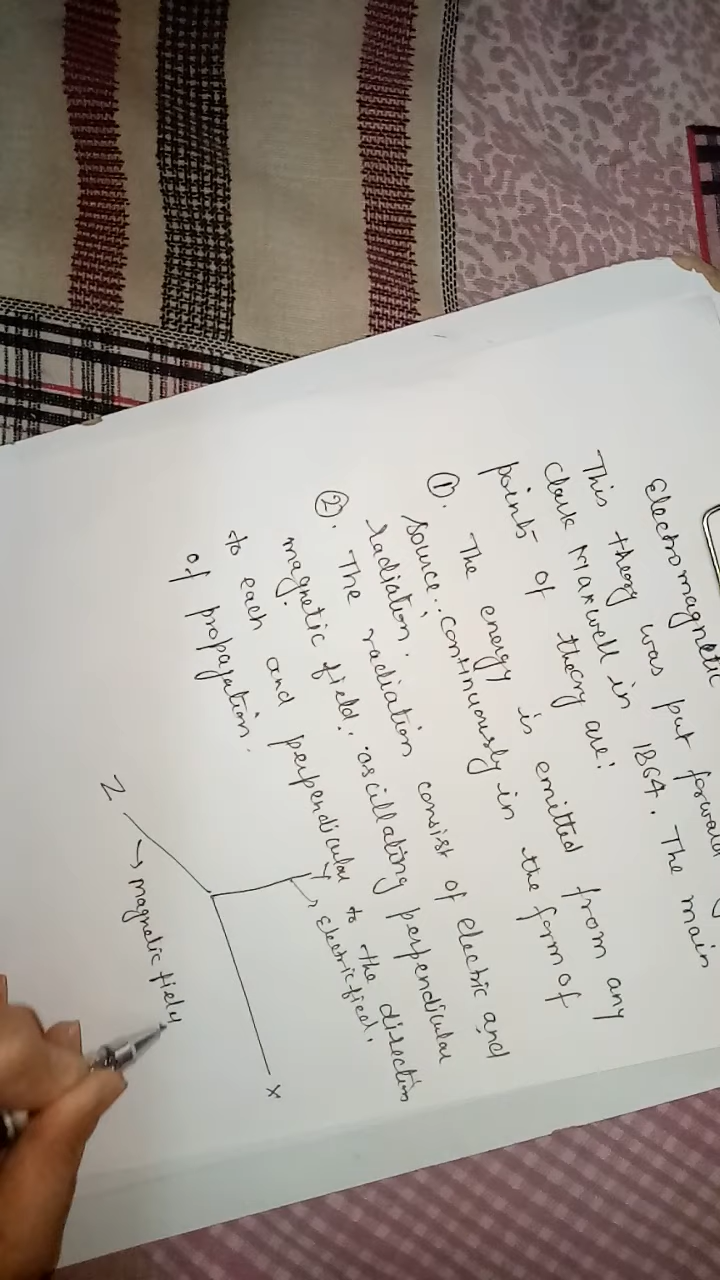 Electromagnetic
This theory was put forward
Clark Maxwell in 1864. The main
points of theory are:
①. The energy is emitted from any
source.. continuously in the form of
radiation.
②. The radiation consist of electric and
magnetic field. oscillating perpendicular
to each and perpendicular to the direction
of propagation.
Y
→ Electric field.
Z
X
→ magnetic field